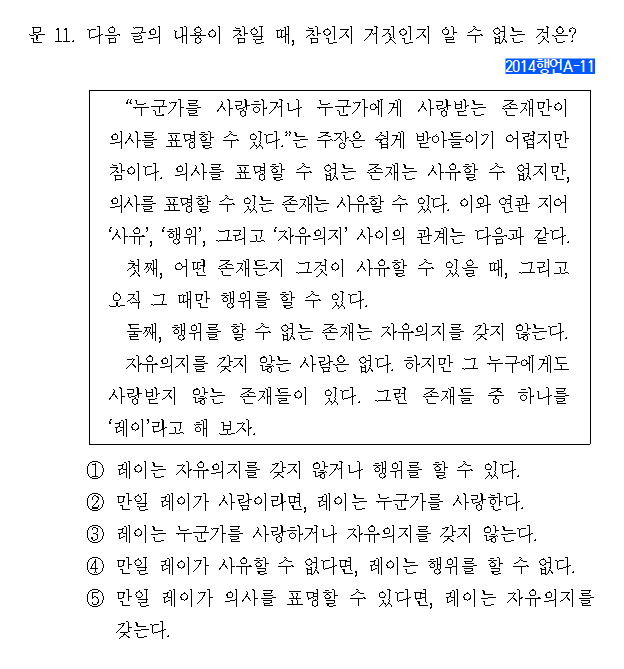 문 11. 다음 글의 내용이 참일 때, 참인지 거짓인지 알 수 없는 것은?
2014행언A-11
“누군가를 사랑하거나 누군가에게 사랑받는 존재만이
의사를 표명할 수 있다.”는 주장은 쉽게 받아들이기 어렵지만
참이다. 의사를 표명할 수 없는 존재는 사유할 수 없지만,
의사를 표명할 수 있는 존재는 사유할 수 있다. 이와 연관 지어
‘사유’, ‘행위’, 그리고 ‘자유의지’ 사이의 관계는 다음과 같다.
첫째, 어떤 존재든지 그것이 사유할 수 있을 때, 그리고
오직 그 때만 행위를 할 수 있다.
둘째, 행위를 할 수 없는 존재는 자유의지를 갖지 않는다.
자유의지를 갖지 않는 사람은 없다. 하지만 그 누구에게도
사랑받지 않는 존재들이 있다. 그런 존재들 중 하나를
‘레이’라고 해 보자.
① 레이는 자유의지를 갖지 않거나 행위를 할 수 있다.
② 만일 레이가 사람이라면, 레이는 누군가를 사랑한다.
③ 레이는 누군가를 사랑하거나 자유의지를 갖지 않는다.
④ 만일 레이가 사유할 수 없다면, 레이는 행위를 할 수 없다.
⑤ 만일 레이가 의사를 표명할 수 있다면, 레이는 자유의지를
갖는다.